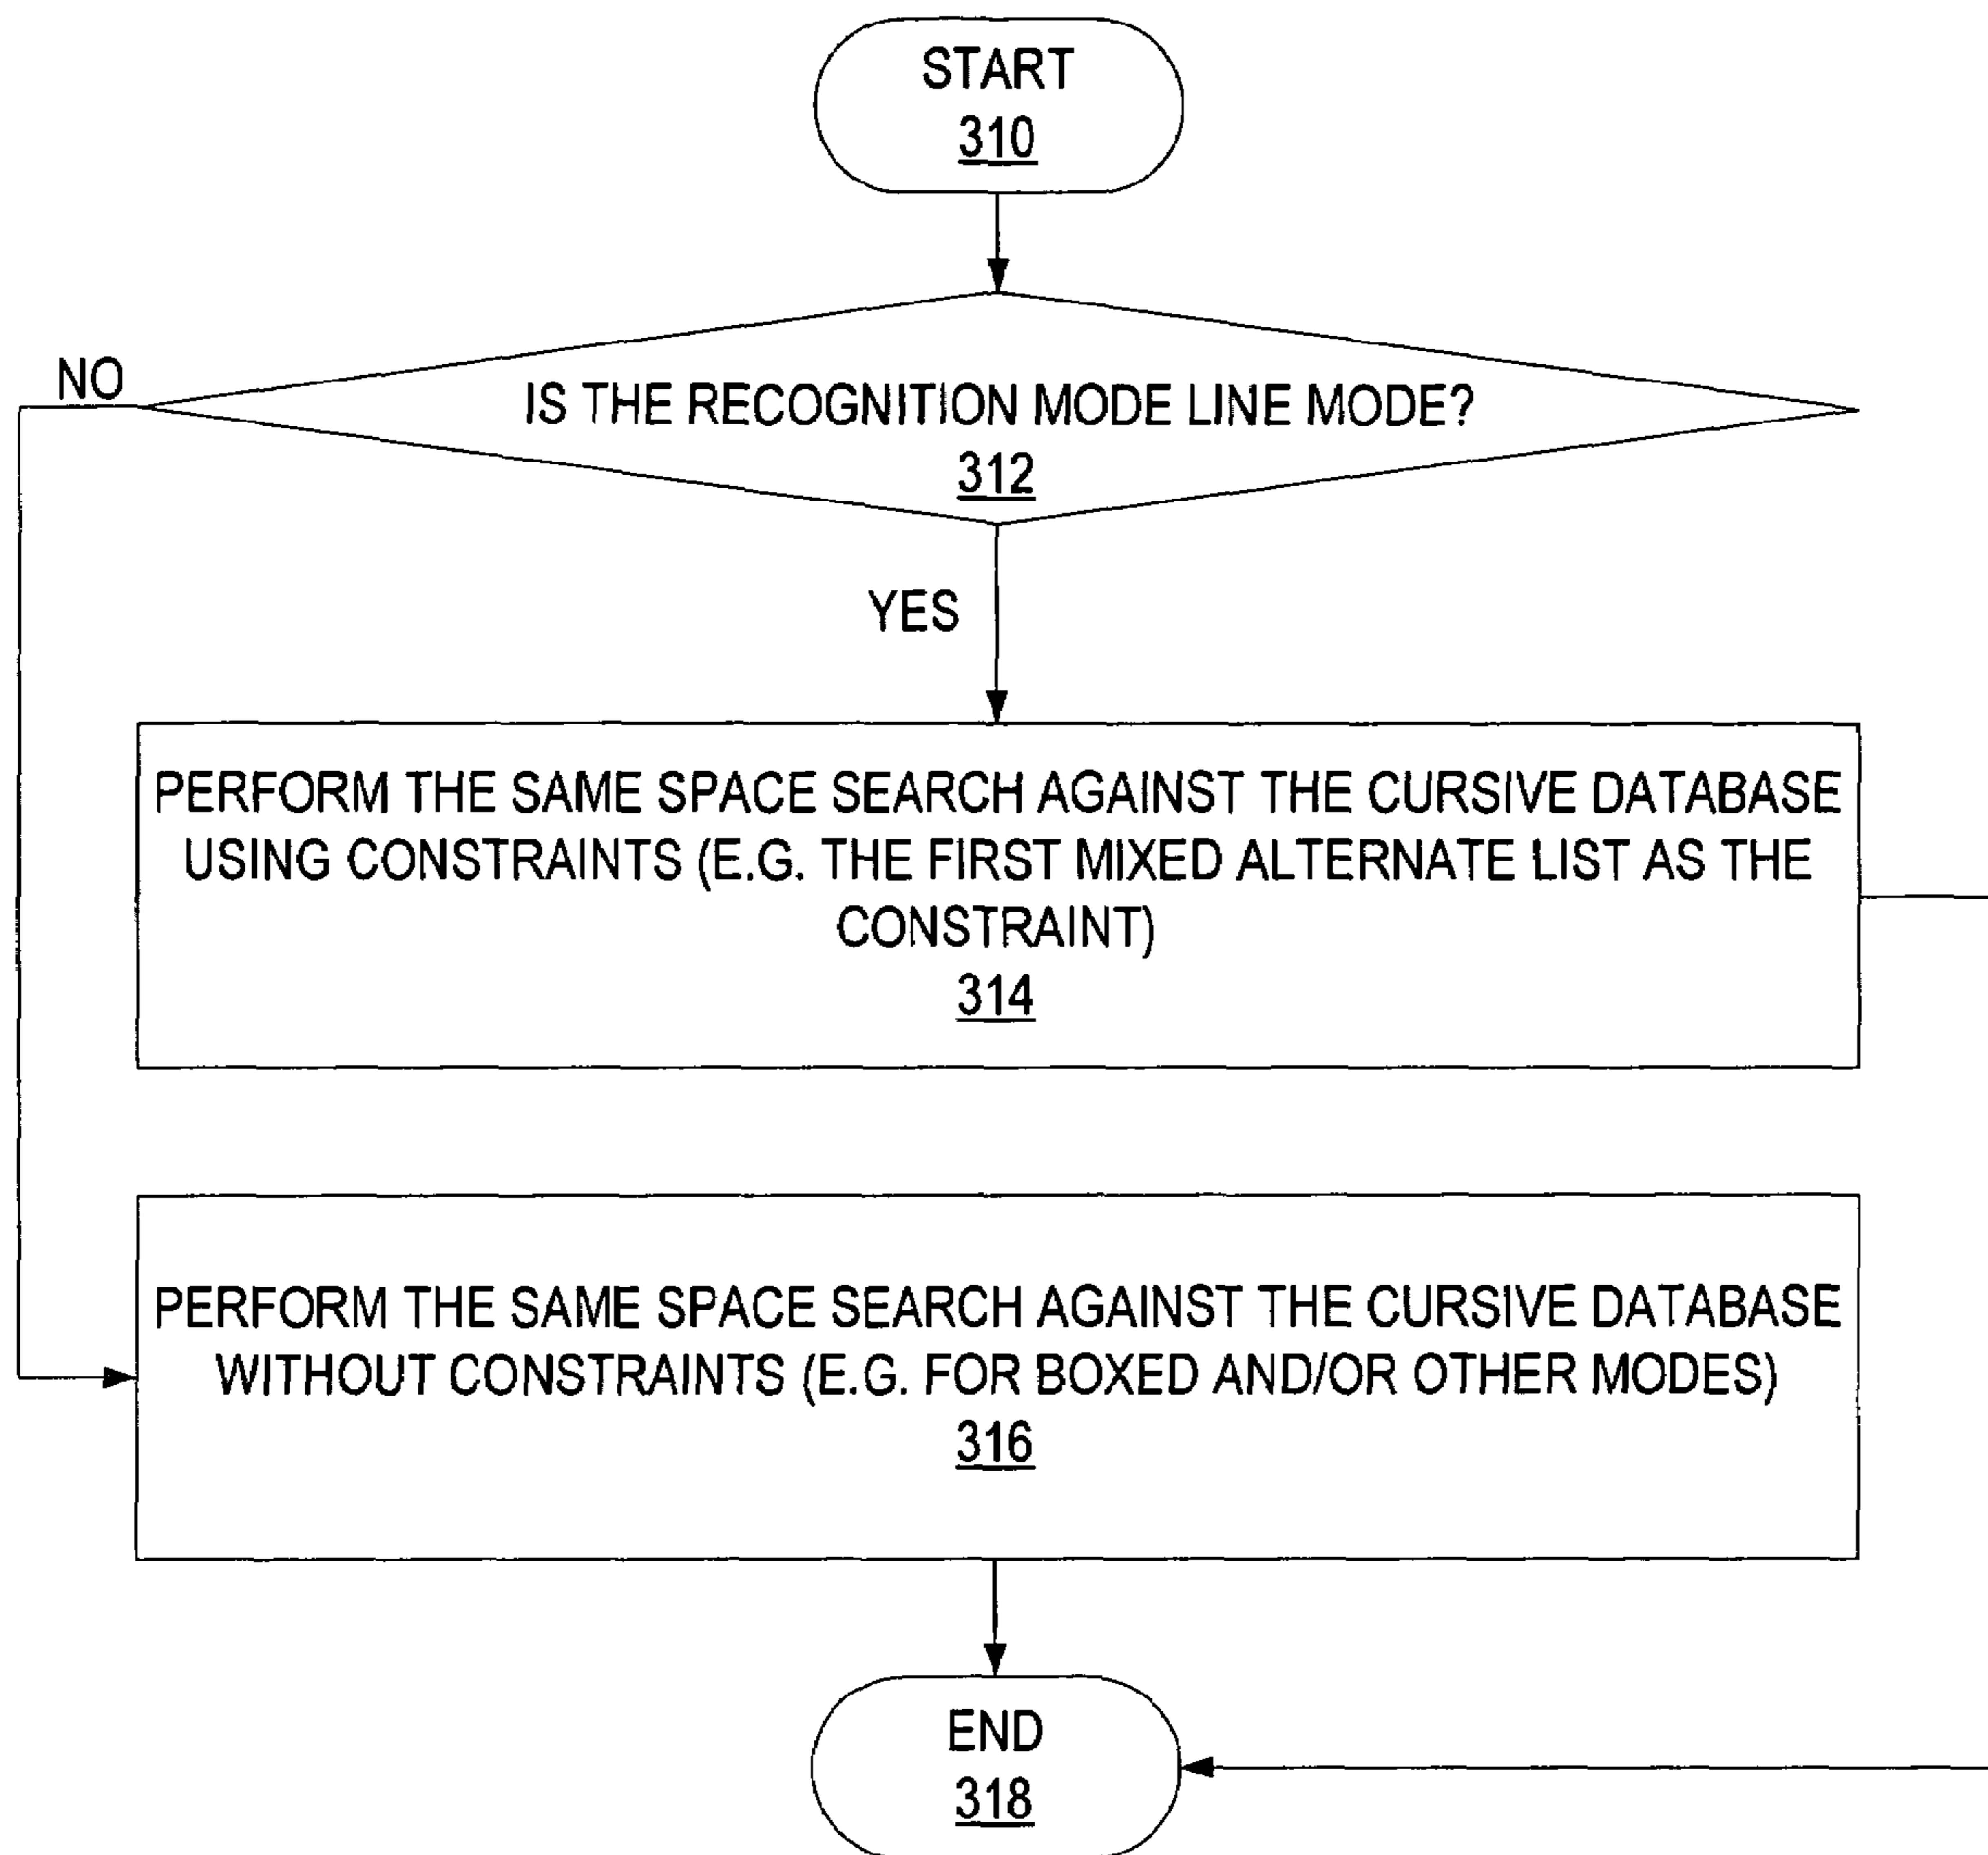 START
310
NO
IS THE RECOGNITION MODE LINE MODE?
312
YES
PERFORM THE SAME SPACE SEARCH AGAINST THE CURSIVE DATABASE
USING CONSTRAINTS (E.G. THE FIRST MIXED ALTERNATE LIST AS THE
CONSTRAINT)
314
PERFORM THE SAME SPACE SEARCH AGAINST THE CURSIVE DATABASE
WITHOUT CONSTRAINTS (E.G. FOR BOXED AND/OR OTHER MODES)
316
END
318